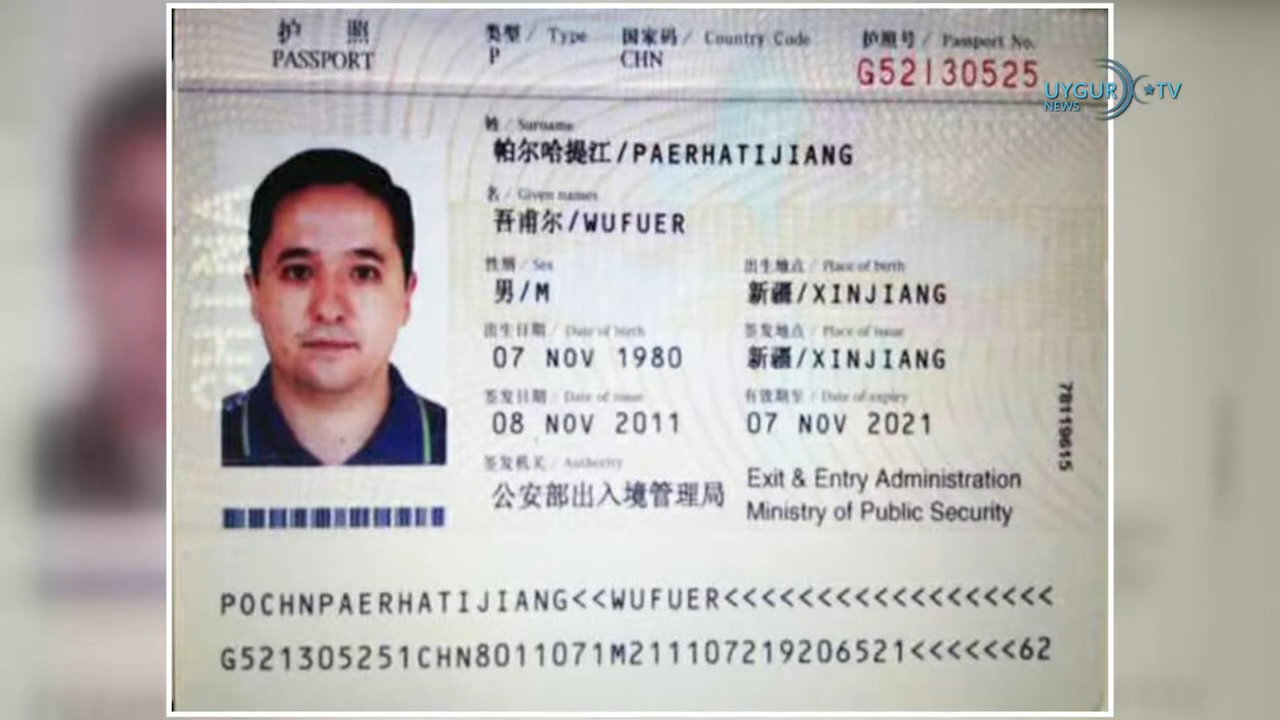 护 照
PASSPORT
类型 / Type
P
国家码 / Country Code
CHN
护照号 / Passport No.
G52130525
UYGUR TV
NEWS
姓 / Surname
帕尔哈提江/PAERHATIJIANG
名 / Given names
吾甫尔/WUFUER
性别 / Sex
男/M
出生地点 / Place of birth
新疆/XINJIANG
出生日期 / Date of birth
07 NOV 1980
签发地点 / Place of issue
新疆/XINJIANG
签发日期 / Date of issue
08 NOV 2011
有效期至 / Date of expiry
07 NOV 2021
签发机关 / Authority
公安部出入境管理局
Exit & Entry Administration
Ministry of Public Security
78119615
POCHNPAERHATIJIANG<<WUFUER<<<<<<<<<<<<<<<<<<
G521305251CHN8011071M211107219206521<<<<<<62